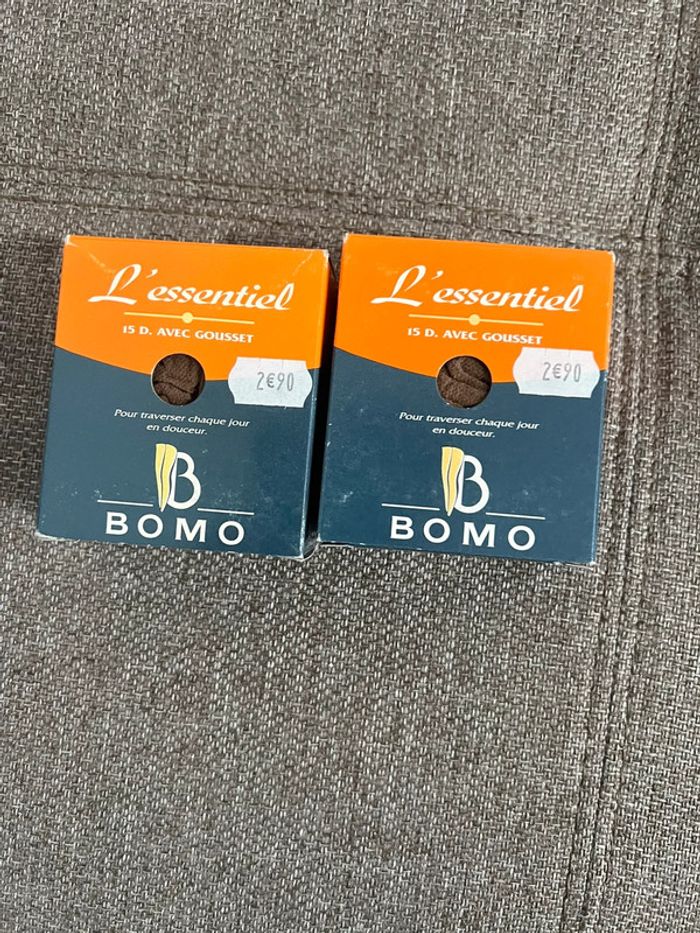 L'essentiel
15 D. AVEC GOUSSET
2€90
Pour traverser chaque jour
en douceur.
B
BOMO
L'essentiel
15 D. AVEC GOUSSET
2€90
Pour traverser chaque jour
en douceur.
B
BOMO